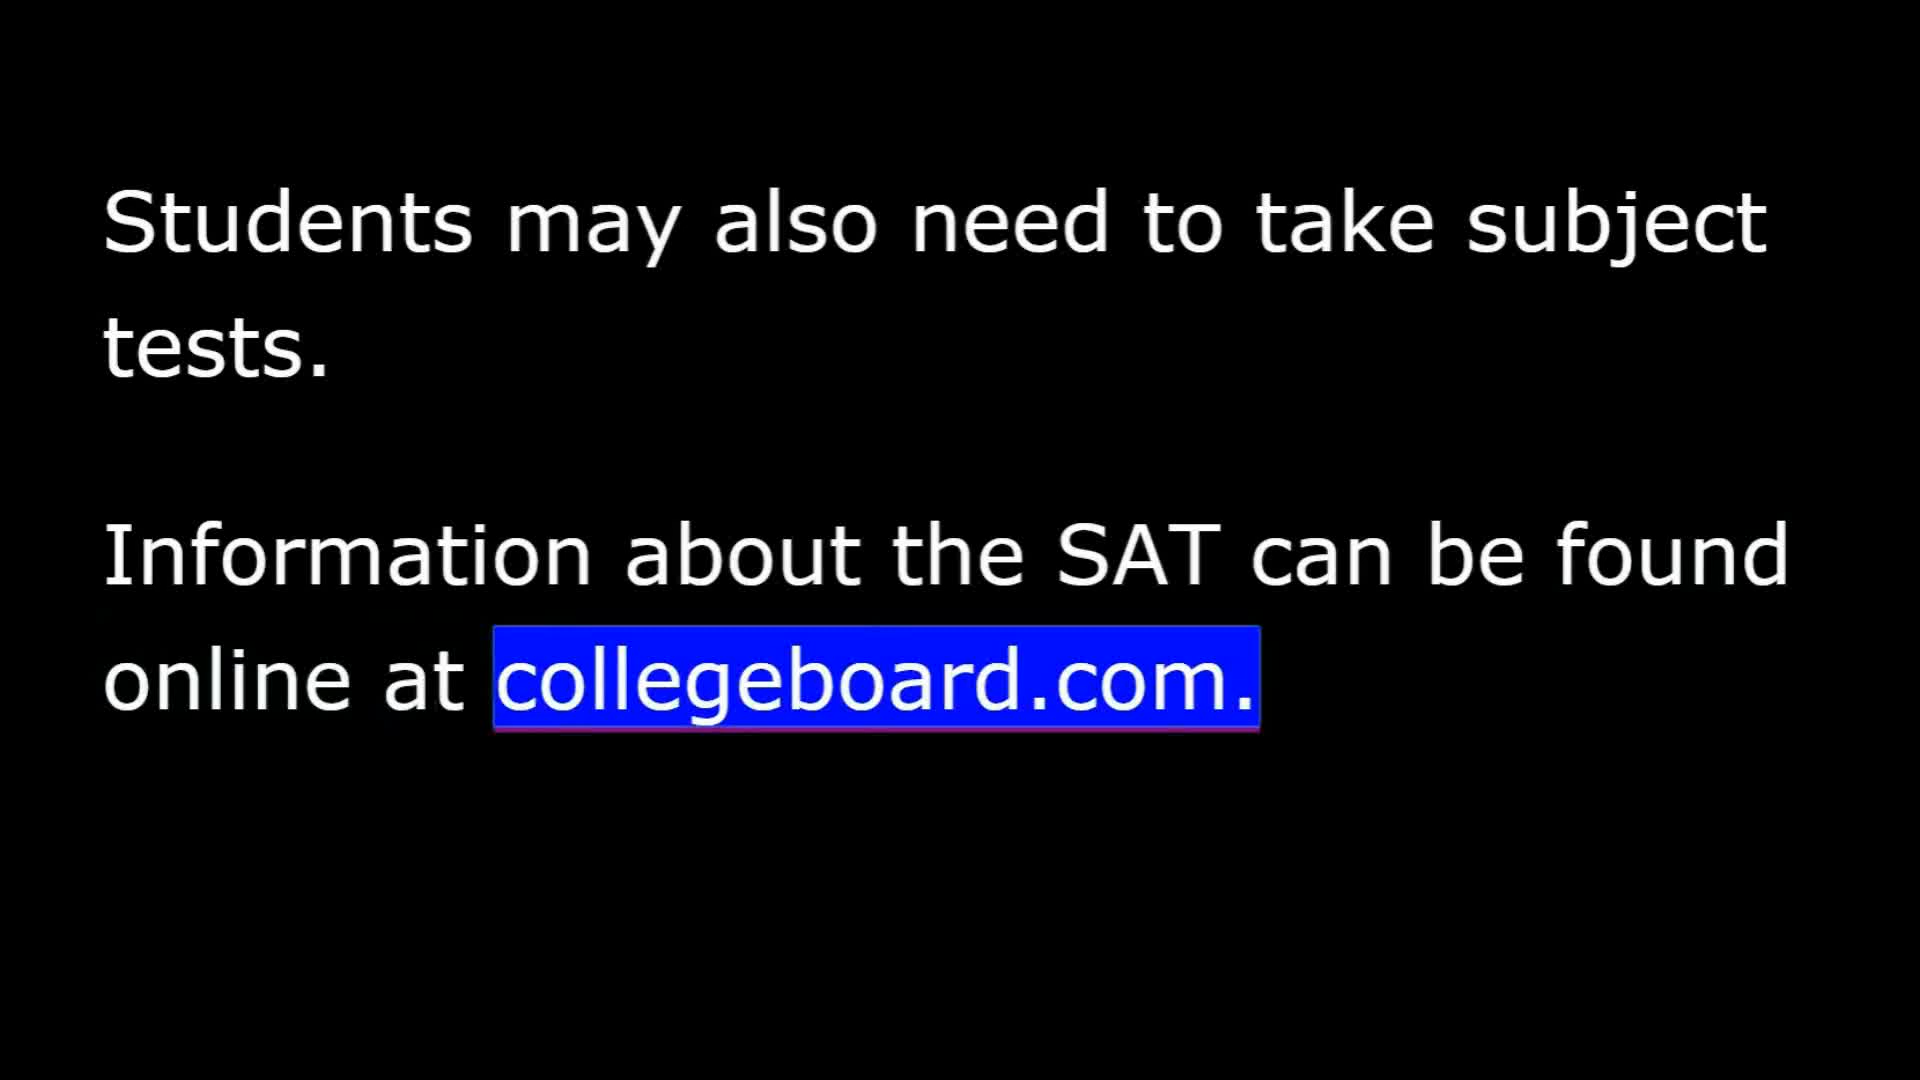 Students may also need to take subject
tests.
Information about the SAT can be found
online at collegeboard.com.